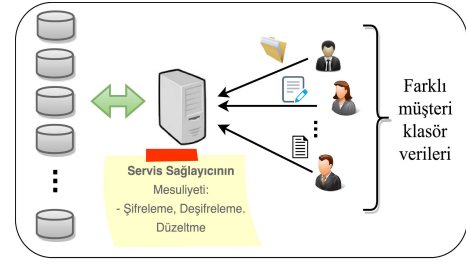 Servis Sağlayıcının
Mesuliyeti:
- Şifreleme, Deşifreleme.
Düzeltme
Farklı
müşteri
klasör
verileri